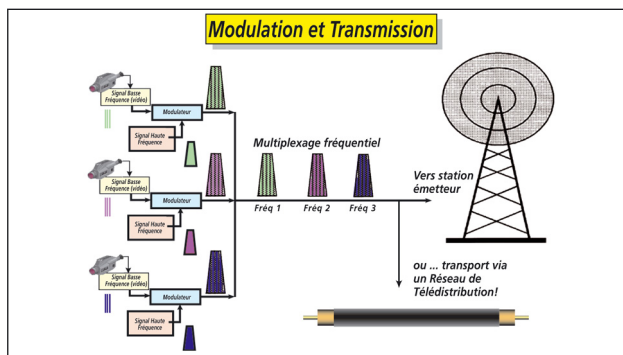 Modulation et Transmission
Signal Basse
Fréquence (vidéo)
Modulateur
Signal Haute
Fréquence
Signal Basse
Fréquence (vidéo)
Modulateur
Signal Haute
Fréquence
Signal Basse
Fréquence (vidéo)
Modulateur
Signal Haute
Fréquence
Multiplexage fréquentiel
Fréq 1
Fréq 2
Fréq 3
Vers station
émetteur
ou ... transport via
un Réseau de
Télédistribution!